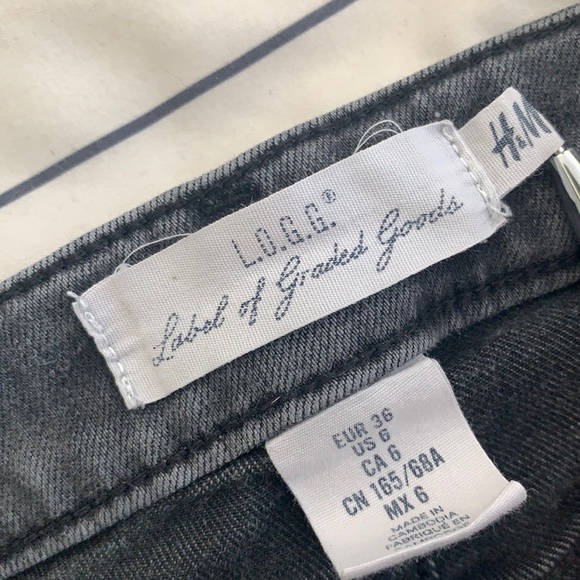 L.O.G.G.®
Label of Graded Goods
H&M
EUR 36
US 6
CA 6
CN 165/68A
MX 6
MADE IN
CAMBODIA
FABRIQUÉ EN